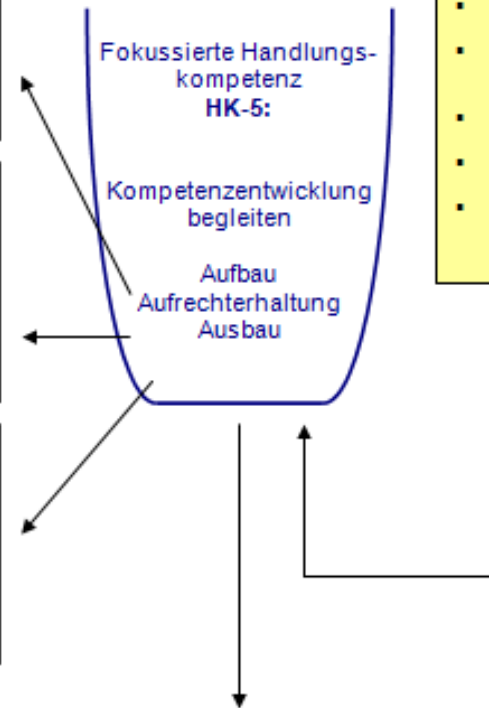 Fokussierte Handlungs-
kompetenz
HK-5:
Kompetenzentwicklung
begleiten
Aufbau
Aufrechterhaltung
Ausbau